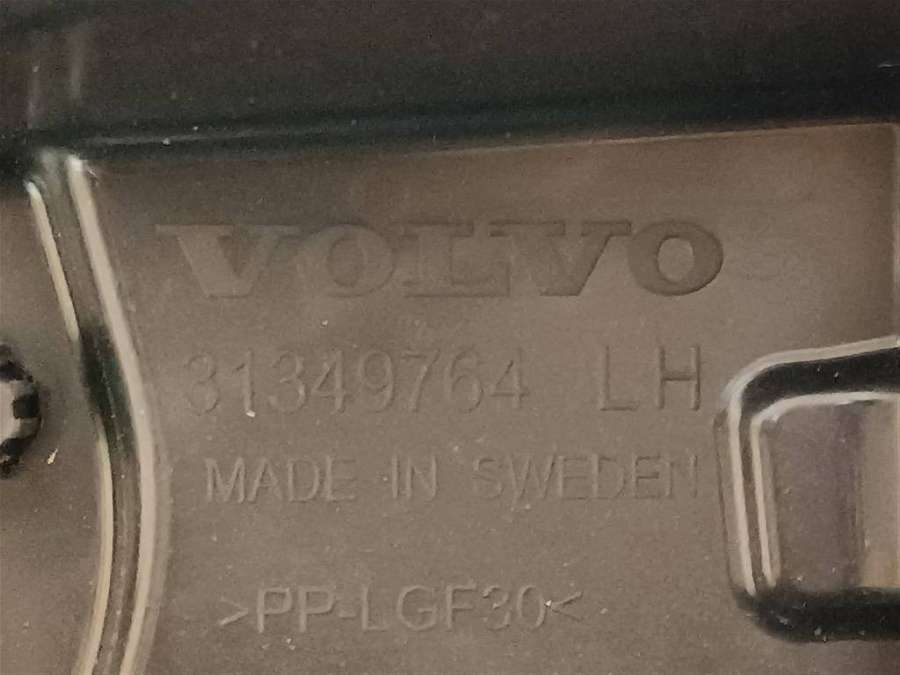 VOLVO
31349764 LH
MADE IN SWEDEN
>PP-LGF30<